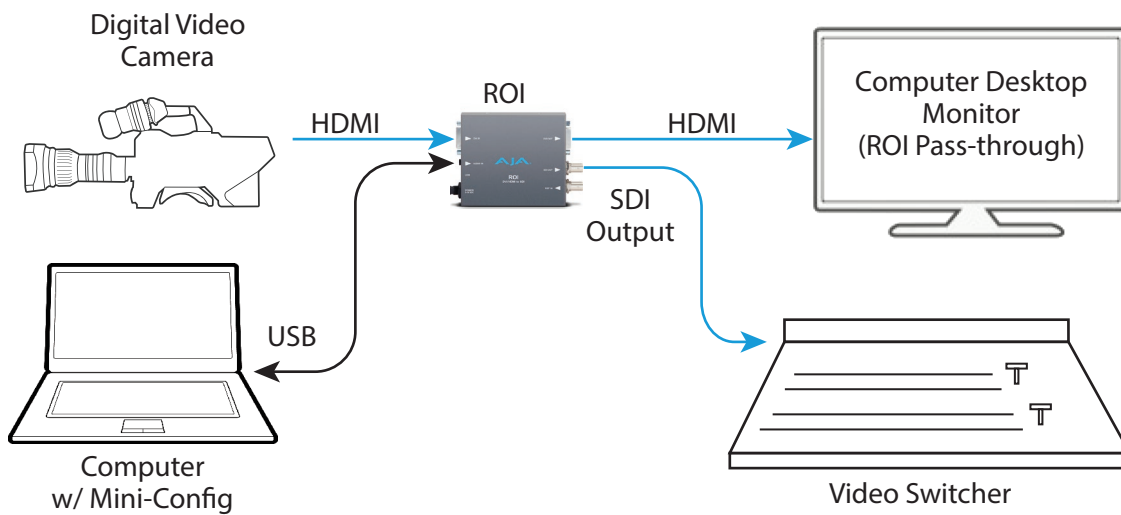 Digital Video
Camera
HDMI
ROI
HDMI
Computer Desktop
Monitor
(ROI Pass-through)
AJA
ROI
SDI
Output
USB
Computer
w/ Mini-Config
Video Switcher